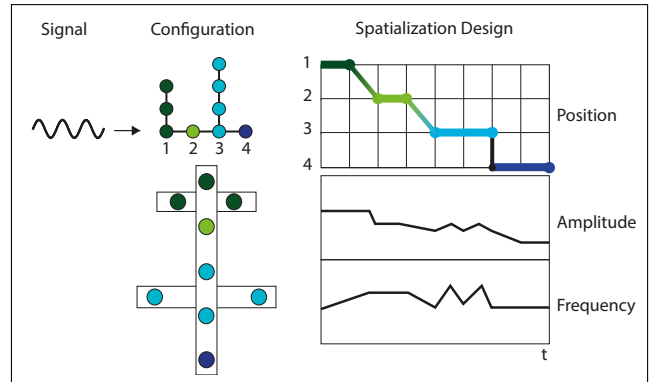 Signal
Configuration
Spatialization Design
1 2 3 4
1
2
3
4
Position
Amplitude
Frequency
t